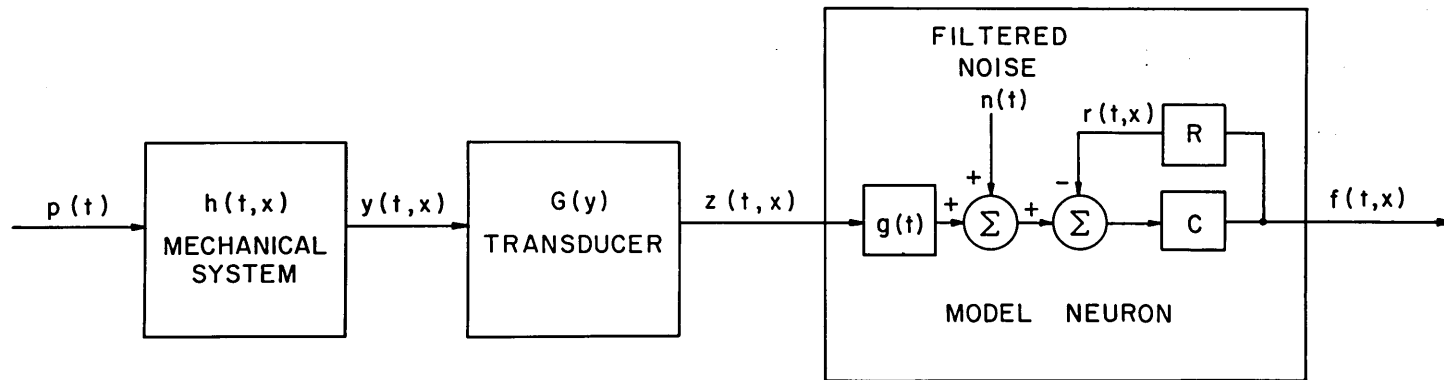 FILTERED
NOISE
n(t)
r(t,x)
R
p(t)
h(t,x)
MECHANICAL
SYSTEM
y(t,x)
G(y)
TRANSDUCER
z(t,x)
g(t)
+
+
Σ
+
-
Σ
C
f(t,x)
MODEL NEURON